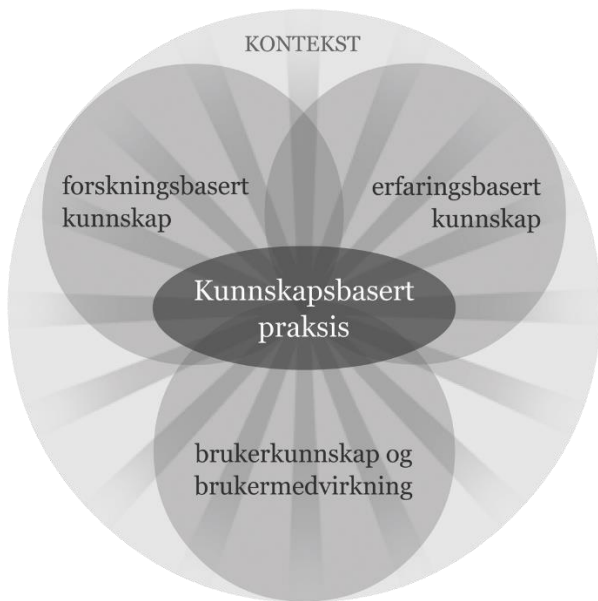 KONTEKST
forskningsbasert
kunnskap
erfaringsbasert
kunnskap
Kunnskapsbasert
praksis
brukerkunnskap og
brukermedvirkning